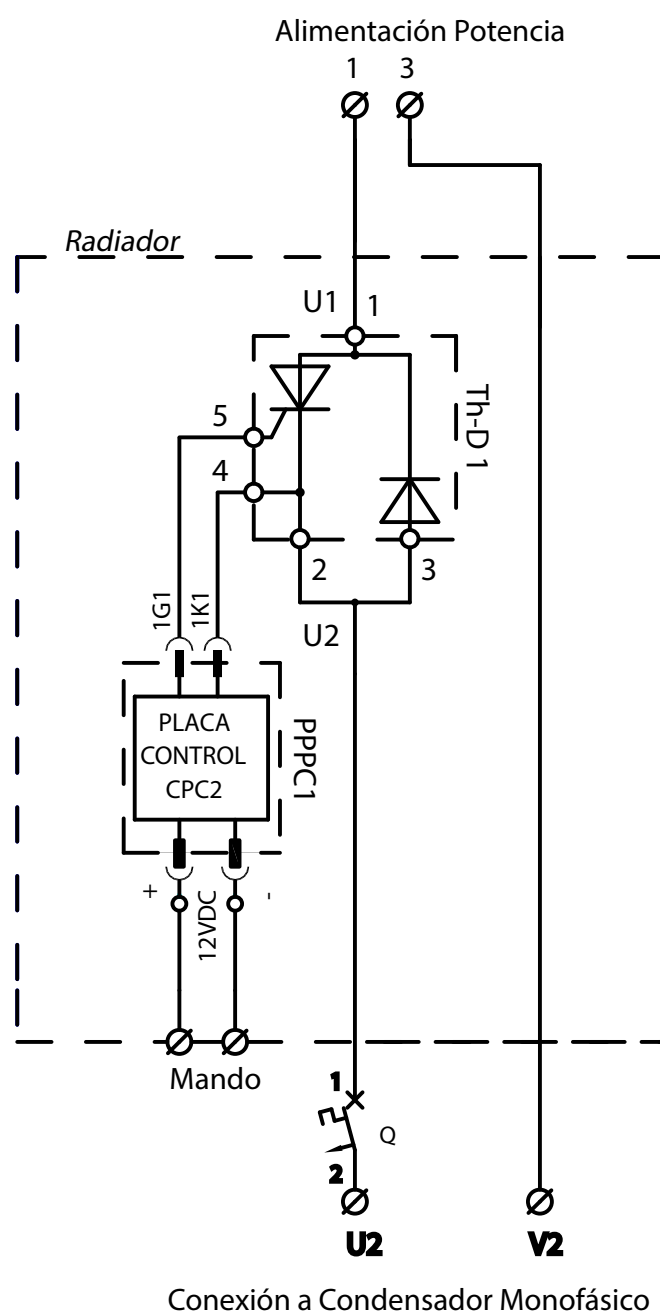 Alimentación Potencia
1 3
Radiador
U1 1
Th-D 1
5
4
2 3
U2
1G1 1K1
PLACA
CONTROL
CPC2
PPPC1
+ 12VDC -
Mando
1
Q
2
U2 V2
Conexión a Condensador Monofásico